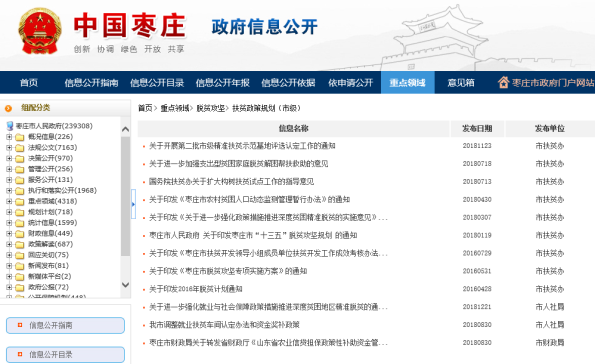 中国枣庄
创新 协调 绿色 开放 共享
政府信息公开
首页 信息公开指南 信息公开目录 信息公开年报 信息公开依据 依申请公开 重点领域 意见箱 枣庄市政府门户网站
组配分类
枣庄市人民政府(239308)
概况信息(226)
法规公文(7163)
决策公开(970)
管理公开(256)
服务公开(131)
执行和落实公开(1968)
重点领域(4318)
规划计划(718)
统计信息(1599)
财政信息(449)
政策解读(687)
回应关切(75)
新闻发布(81)
新媒体平台(2)
政府公报(72)
信息公开指南
信息公开目录
首页> 重点领域> 脱贫攻坚> 扶贫政策规划（市级）
信息名称 发布日期 发布单位
关于开展第二批市级精准扶贫示范基地评选认定工作的通知 20181123 市扶贫办
关于进一步加强支出型贫困家庭脱贫解困帮扶救助的意见 20180718 市扶贫办
国务院扶贫办关于扩大构树扶贫试点工作的指导意见 20180713 市扶贫办
关于印发《枣庄市农村贫困人口动态监测管理暂行办法》的通知 20180430 市扶贫办
关于印发《关于进一步强化政策措施推进深度贫困精准脱贫的实施意见》... 20180307 市扶贫办
枣庄市人民政府 关于印发枣庄市“十三五”脱贫攻坚规划 的通知 20180119 市扶贫办
关于印发《枣庄市扶贫开发领导小组成员单位扶贫开发工作成效考核办法... 20160729 市扶贫办
关于印发《枣庄市脱贫攻坚专项实施方案》的通知 20160531 市扶贫办
关于印发2016年脱贫计划通知 20160428 市扶贫办
关于进一步强化就业与社会保障政策措施推进深度贫困地区精准脱贫的通... 20181221 市人社局
我市调整就业扶贫车间认定办法和资金奖补政策 20180830 市人社局
枣庄市财政局关于转发省财政厅《山东省农业信贷担保政策性补助资金管... 20180830 市财政局